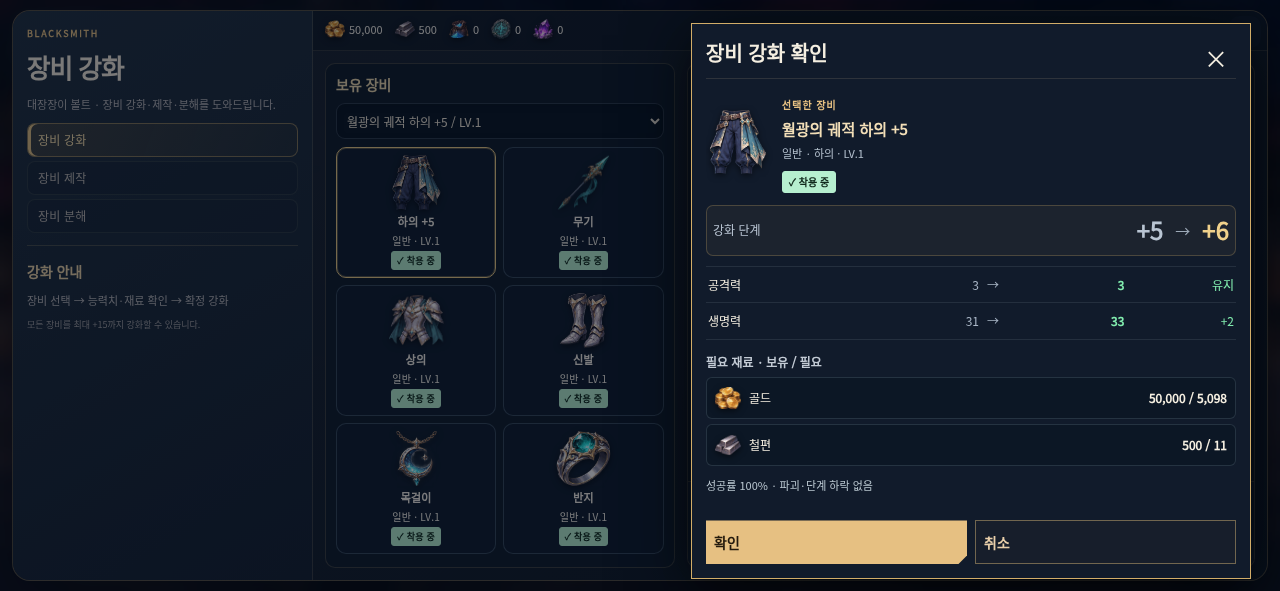 BLACKSMITH
장비 강화
대장장이 볼트 · 장비 강화·제작·분해를 도와드립니다.
장비 강화
장비 제작
장비 분해
강화 안내
장비 선택 → 능력치·재료 확인 → 확정 강화
모든 장비를 최대 +15까지 강화할 수 있습니다.
50,000
500
0
0
0
보유 장비
월광의 궤적 하의 +5 / LV.1
하의 +5
일반 · LV.1
✓ 착용 중
무기
일반 · LV.1
✓ 착용 중
상의
일반 · LV.1
✓ 착용 중
신발
일반 · LV.1
✓ 착용 중
목걸이
일반 · LV.1
✓ 착용 중
반지
일반 · LV.1
✓ 착용 중
장비 강화 확인
선택한 장비
월광의 궤적 하의 +5
일반 · 하의 · LV.1
✓ 착용 중
강화 단계 +5 → +6
공격력 3 → 3 유지
생명력 31 → 33 +2
필요 재료 · 보유 / 필요
골드 50,000 / 5,098
철편 500 / 11
성공률 100% · 파괴·단계 하락 없음
확인
취소